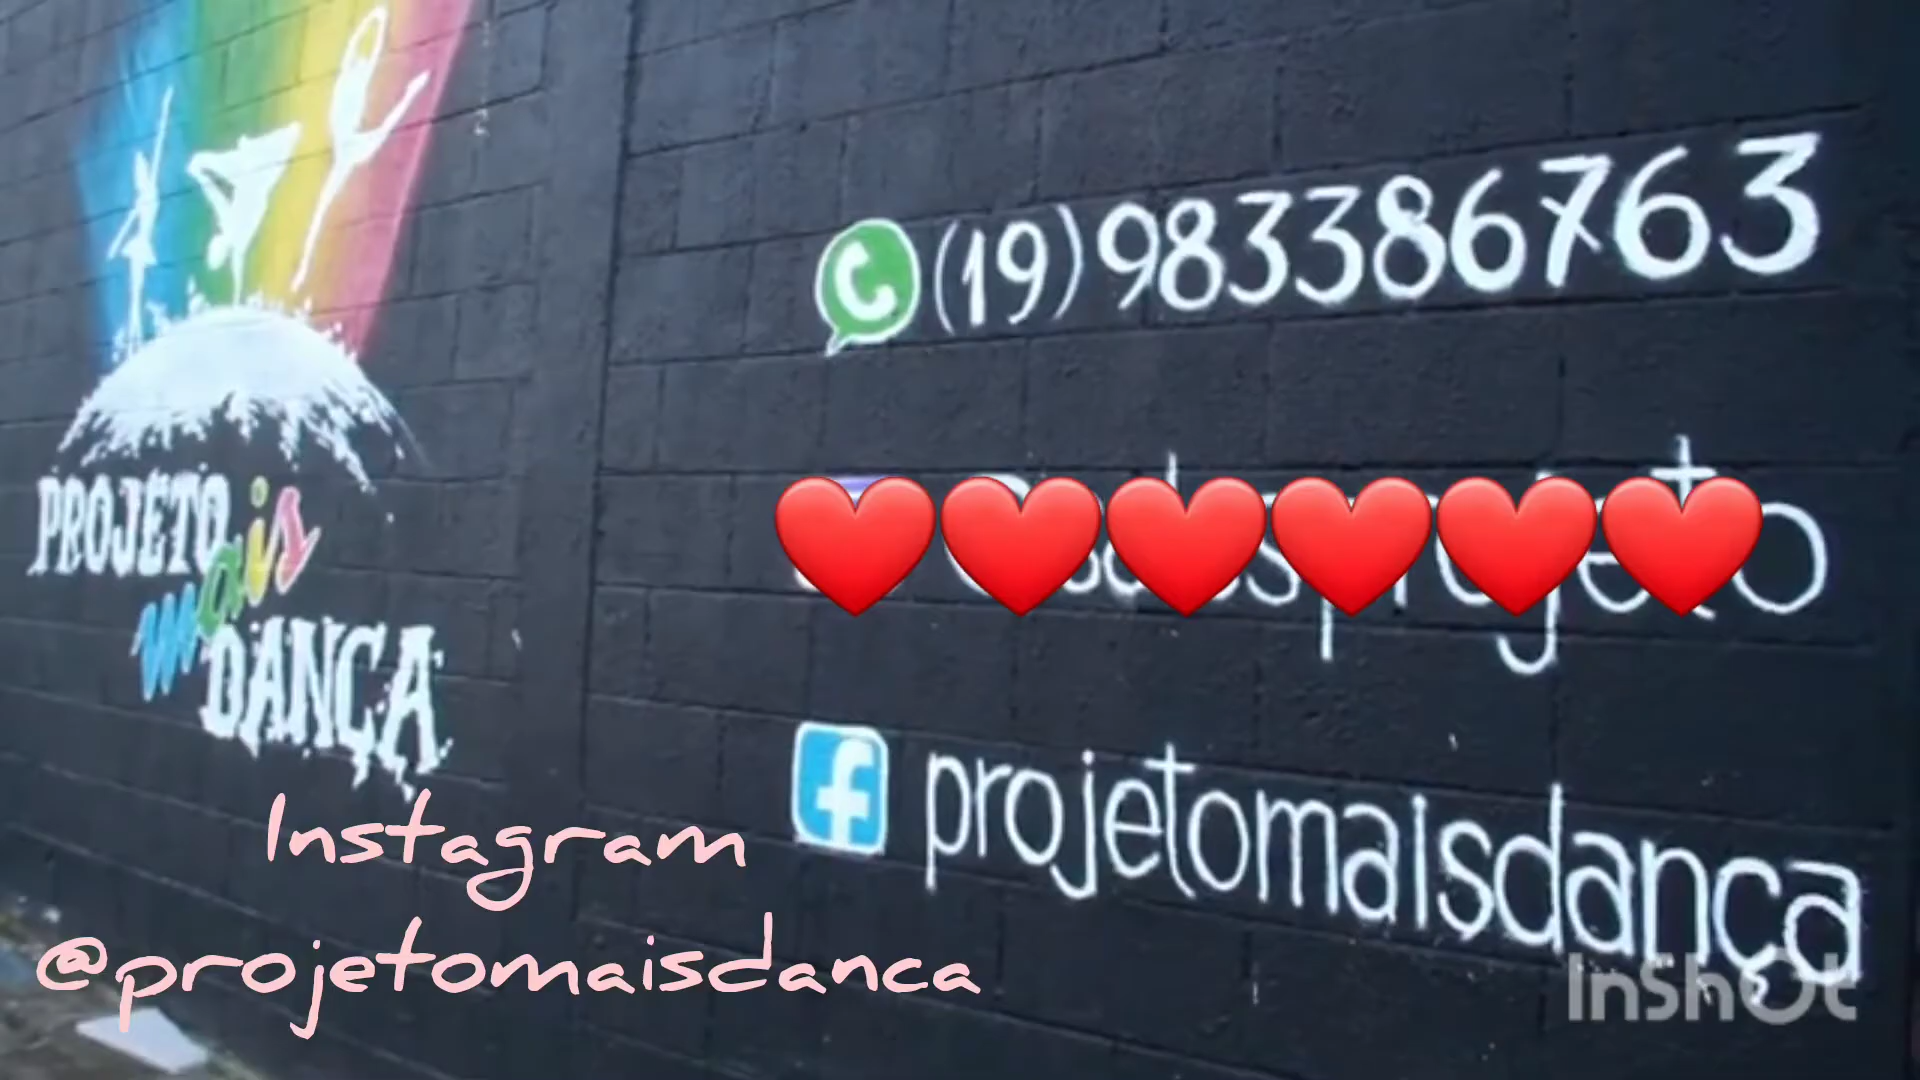 PROJETO
mais
DANÇA
(19)983386763
projetomaisdança
Instagram
@projetomaisdanca
InShOt